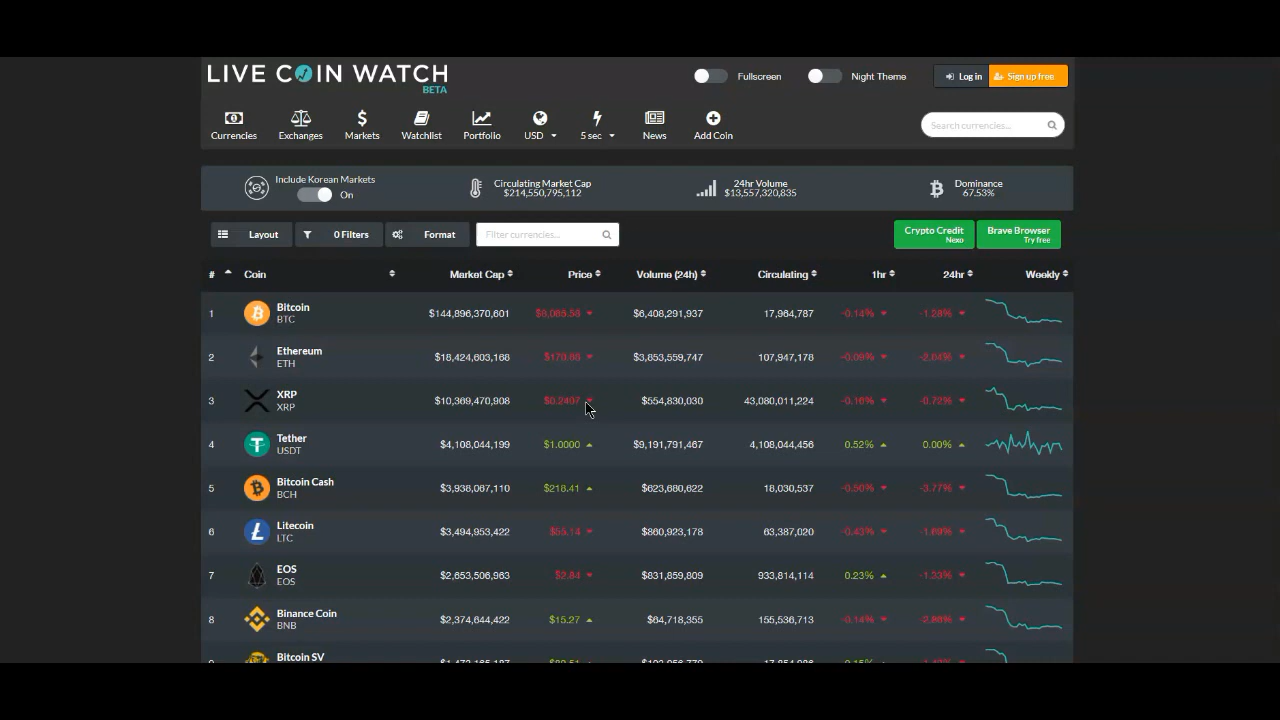 LIVE COIN WATCH
BETA
Fullscreen
Night Theme
Log in
Sign up free
Currencies
Exchanges
Markets
Watchlist
Portfolio
USD
5 sec
News
Add Coin
Search currencies...
Include Korean Markets
On
Circulating Market Cap
$214,550,795,112
24hr Volume
$13,557,320,835
Dominance
67.53%
Layout
0 Filters
Format
Filter currencies...
Crypto Credit
Nexo
Brave Browser
Try free
# Coin Market Cap Price Volume (24h) Circulating 1hr 24hr Weekly
1 Bitcoin $144,896,370,601 $6,408,291,937 17,964,787 -0.14% -1.28%
BTC
2 Ethereum $18,424,603,168 $3,853,559,747 107,947,178 -0.09% -2.04%
ETH
3 XRP $10,369,470,908 $0.2407 $554,830,030 43,080,011,224 -0.16% -0.72%
XRP
4 Tether $4,108,044,199 $1.0000 $9,191,791,467 4,108,044,456 0.52% 0.00%
USDT
5 Bitcoin Cash $3,938,067,110 $218.41 $623,680,622 18,030,537 -0.50% -3.77%
BCH
6 Litecoin $3,494,953,422 $55.14 $860,923,178 63,387,020 -0.43% -1.69%
LTC
7 EOS $2,653,506,963 $2.84 $831,859,809 933,814,114 0.23% -1.33%
EOS
8 Binance Coin $2,374,644,422 $15.27 $64,718,355 155,536,713 -0.14%
BNB
Bitcoin SV